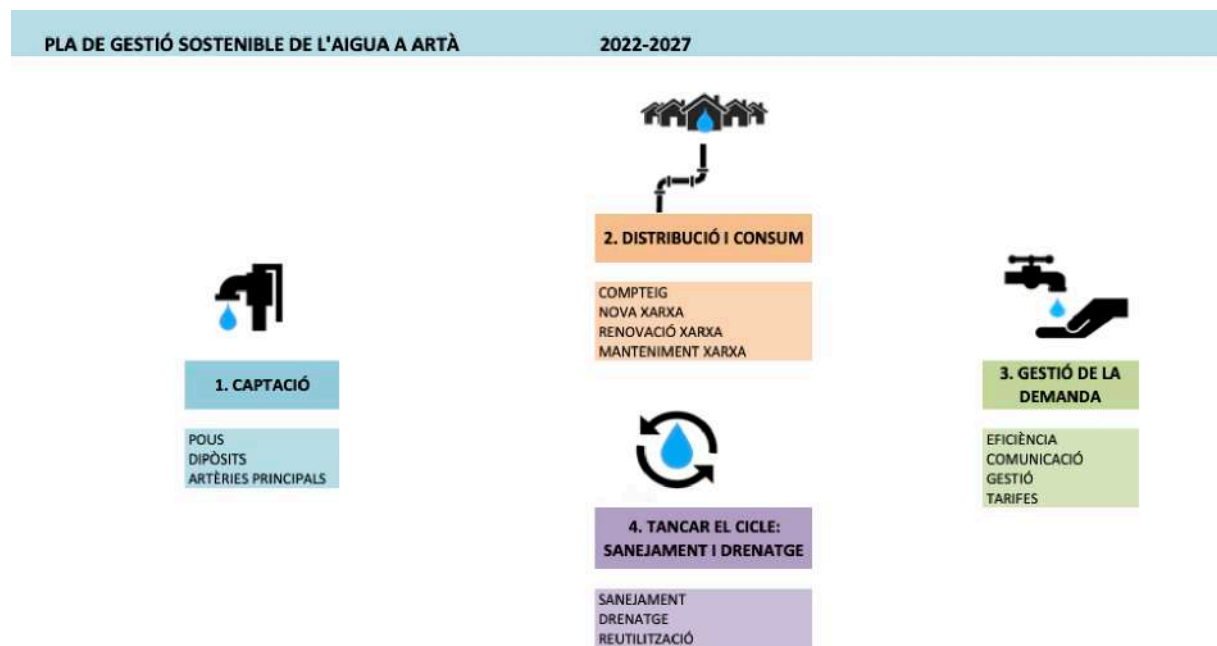 PLA DE GESTIÓ SOSTENIBLE DE L'AIGUA A ARTÀ 2022-2027
1. CAPTACIÓ
POUS
DIPÒSITS
ARTÈRIES PRINCIPALS
2. DISTRIBUCIÓ I CONSUM
COMPTEIG
NOVA XARXA
RENOVACIÓ XARXA
MANTENIMENT XARXA
3. GESTIÓ DE LA
DEMANDA
EFICIÈNCIA
COMUNICACIÓ
GESTIÓ
TARIFES
4. TANCAR EL CICLE:
SANEJAMENT I DRENATGE
SANEJAMENT
DRENATGE
REUTILITZACIÓ